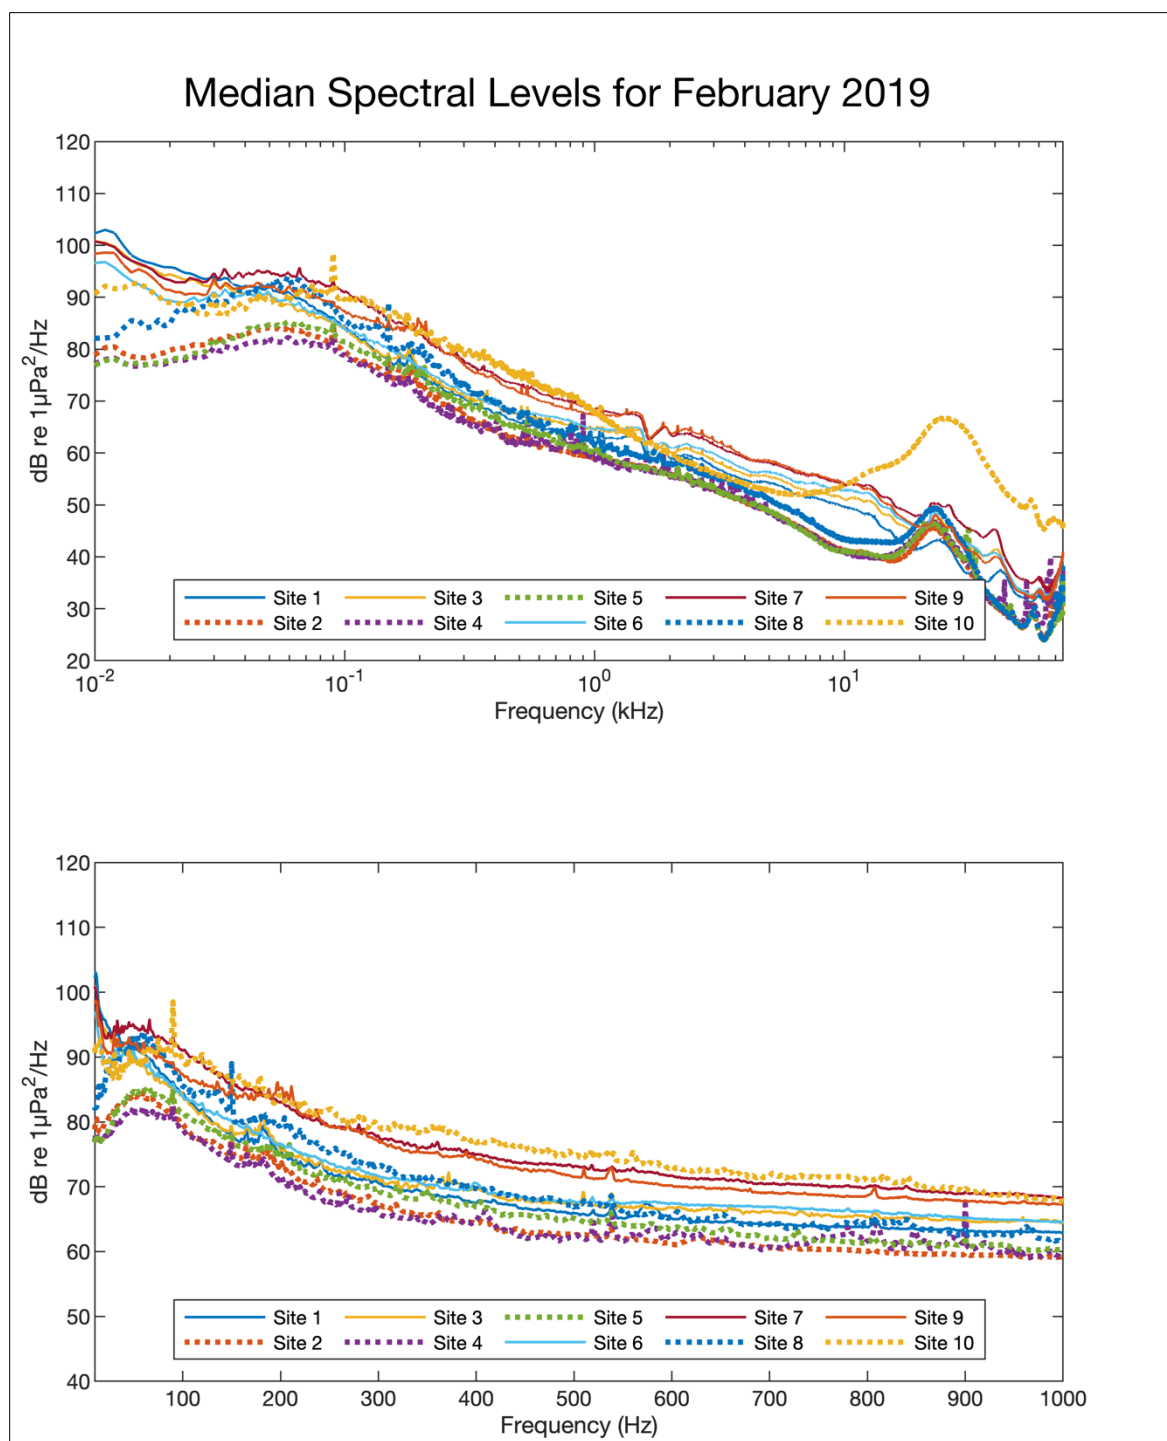 Median Spectral Levels for February 2019
120
110
100
90
80
70
60
50
40
30
20
dB re 1µPa²/Hz
Site 1 Site 3 Site 5 Site 7 Site 9
Site 2 Site 4 Site 6 Site 8 Site 10
10⁻² 10⁻¹ 10⁰ 10¹
Frequency (kHz)
120
110
100
90
80
70
60
50
40
dB re 1µPa²/Hz
Site 1 Site 3 Site 5 Site 7 Site 9
Site 2 Site 4 Site 6 Site 8 Site 10
100 200 300 400 500 600 700 800 900 1000
Frequency (Hz)